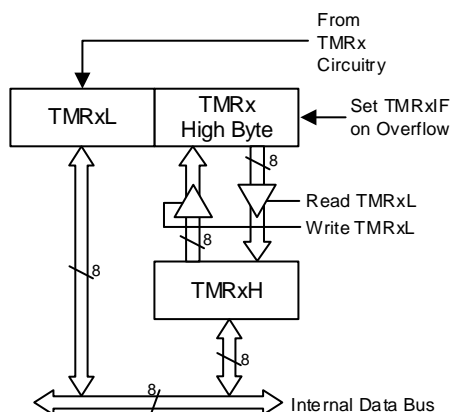 From
TMRx
Circuitry
TMRxL
TMRx
High Byte
Set TMRxIF
on Overflow
8
8
Read TMRxL
Write TMRxL
8
8
TMRxH
8
8
Internal Data Bus